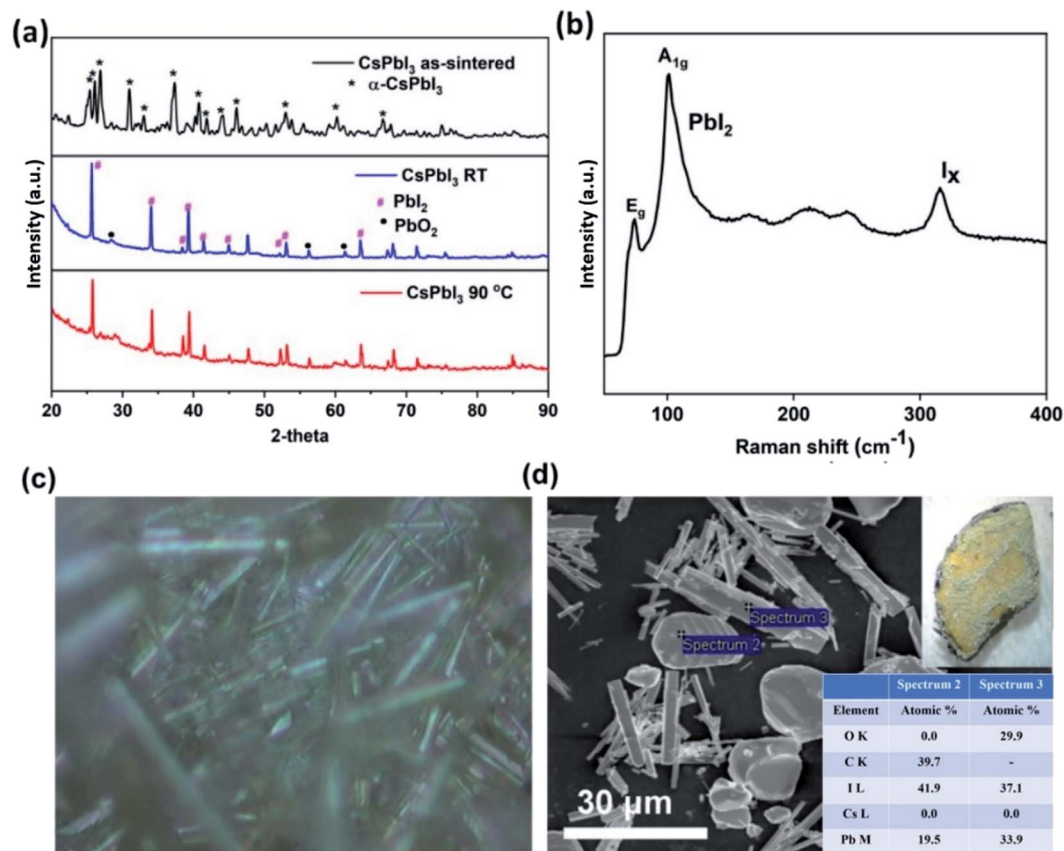 (a)
CsPbI₃ as-sintered
* α-CsPbI₃
CsPbI₃ RT
# PbI₂
• PbO₂
CsPbI₃ 90 °C
Intensity (a.u.)
20 30 40 50 60 70 80 90
2-theta
(b)
A₁g
PbI₂
Eg
Iₓ
Intensity (a.u.)
100 200 300 400
Raman shift (cm⁻¹)
(c)
(d)
Spectrum 3
Spectrum 2
30 µm
Spectrum 2 Spectrum 3
Element Atomic % Atomic %
O K 0.0 29.9
C K 39.7 -
I L 41.9 37.1
Cs L 0.0 0.0
Pb M 19.5 33.9